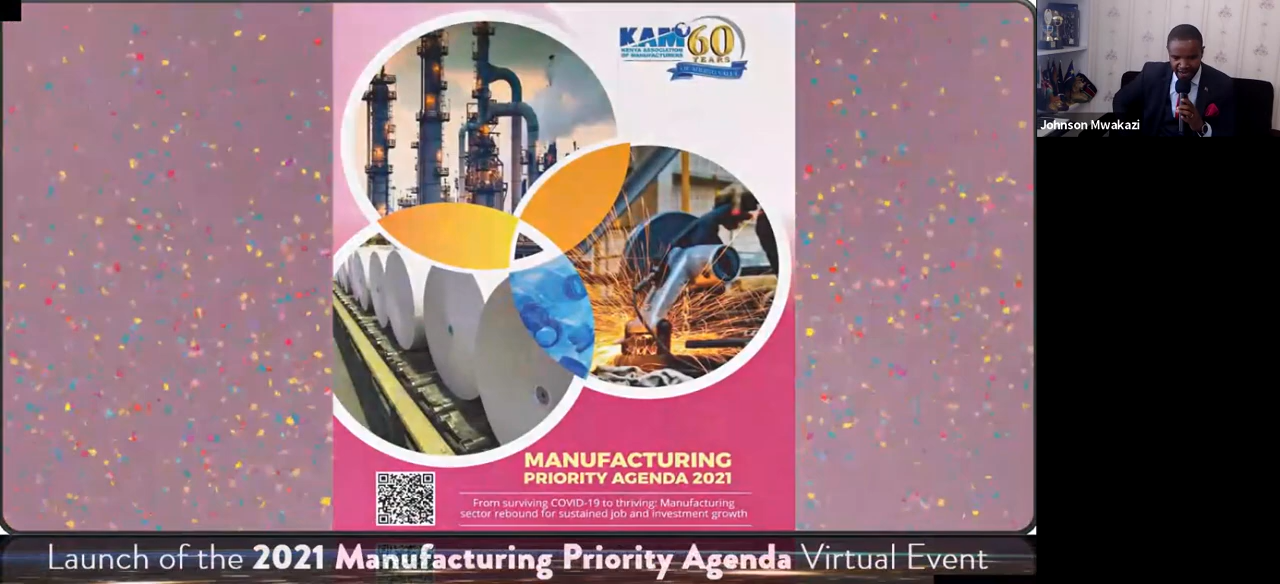 KAM
KENYA ASSOCIATION
OF MANUFACTURERS
60
YEARS
Johnson Mwakazi
MANUFACTURING
PRIORITY AGENDA 2021
From surviving COVID-19 to thriving: Manufacturing
sector rebound for sustained job and investment growth
Launch of the 2021 Manufacturing Priority Agenda Virtual Event